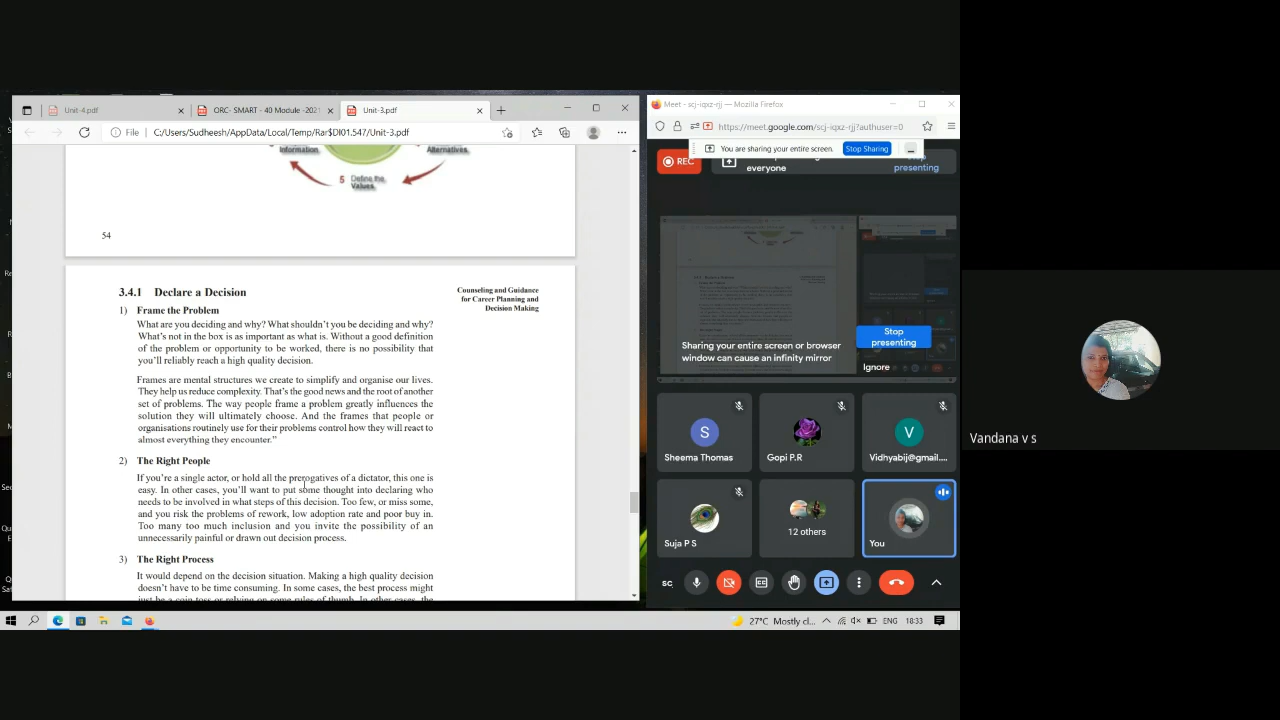 Unit-4.pdf
ORC- SMART - 40 Module -2021
Unit-3.pdf
File
C:/Users/Sudheesh/AppData/Local/Temp/Rar$DI01.547/Unit-3.pdf
Information.
Alternatives.
5 Define the Values.
54
3.4.1 Declare a Decision
Counseling and Guidance
for Career Planning and
Decision Making
1) Frame the Problem
What are you deciding and why? What shouldn't you be deciding and why?
What's not in the box is as important as what is. Without a good definition
of the problem or opportunity to be worked, there is no possibility that
you'll reliably reach a high quality decision.
Frames are mental structures we create to simplify and organise our lives.
They help us reduce complexity. That's the good news and the root of another
set of problems. The way people frame a problem greatly influences the
solution they will ultimately choose. And the frames that people or
organisations routinely use for their problems control how they will react to
almost everything they encounter."
2) The Right People
If you're a single actor, or hold all the prerogatives of a dictator, this one is
easy. In other cases, you'll want to put some thought into declaring who
needs to be involved in what steps of this decision. Too few, or miss some,
and you risk the problems of rework, low adoption rate and poor buy in.
Too many too much inclusion and you invite the possibility of an
unnecessarily painful or drawn out decision process.
3) The Right Process
It would depend on the decision situation. Making a high quality decision
doesn't have to be time consuming. In some cases, the best process might
just be a coin toss or relying on some rules of thumb. In other cases, the
Meet - scj-iqxz-rjj — Mozilla Firefox
https://meet.google.com/scj-iqxz-rjj?authuser=0
You are sharing your entire screen.
Stop Sharing
REC
everyone
presenting
Sharing your entire screen or browser
window can cause an infinity mirror
Stop
presenting
Ignore
S
V
Sheema Thomas
Gopi P.R
Vidhyabij@gmail....
Suja P S
12 others
You
sc
Vandana v s
27°C Mostly cl...
ENG
18:33